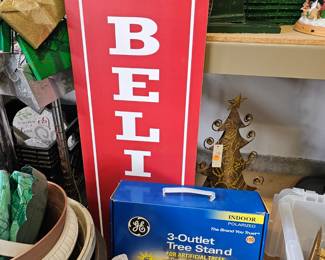 BELI
GE
INDOOR
POLARIZED
The Brand You Trust
3-Outlet
Tree Stand
FOR ARTIFICIAL TREES